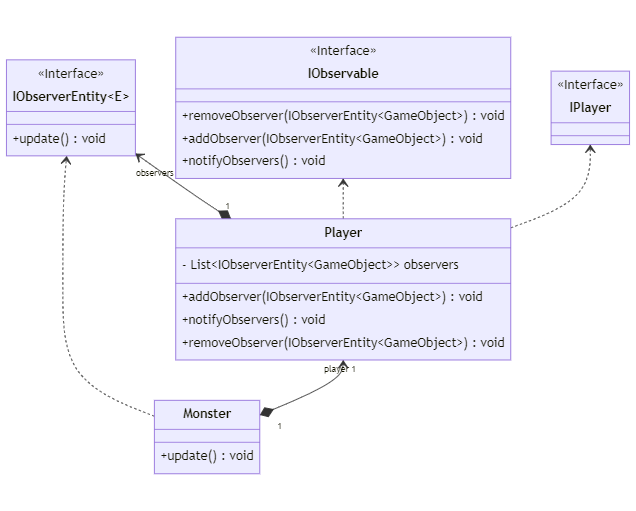 «Interface»
IObserverEntity<E>
+update() : void
«Interface»
IObservable
+removeObserver(IObserverEntity<GameObject>) : void
+addObserver(IObserverEntity<GameObject>) : void
+notifyObservers() : void
«Interface»
IPlayer
observers
1
Player
- List<IObserverEntity<GameObject>> observers
+addObserver(IObserverEntity<GameObject>) : void
+notifyObservers() : void
+removeObserver(IObserverEntity<GameObject>) : void
player 1
1
Monster
+update() : void